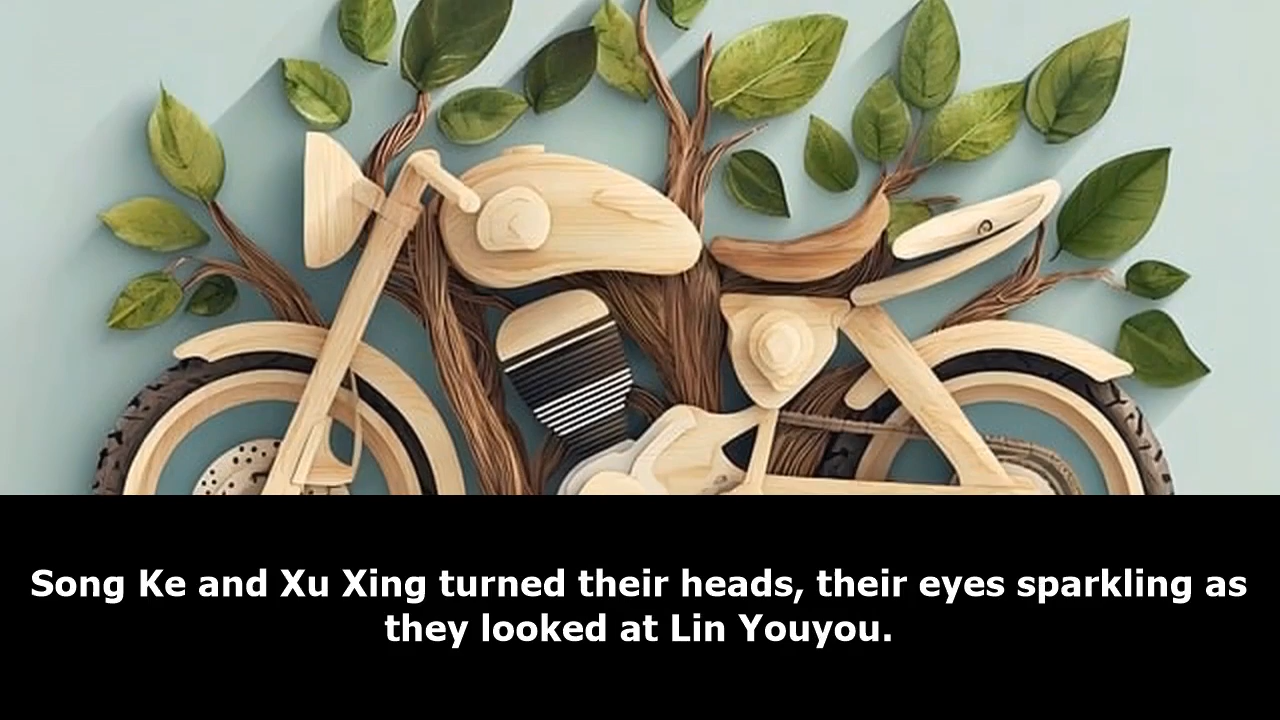 Song Ke and Xu Xing turned their heads, their eyes sparkling as
they looked at Lin Youyou.